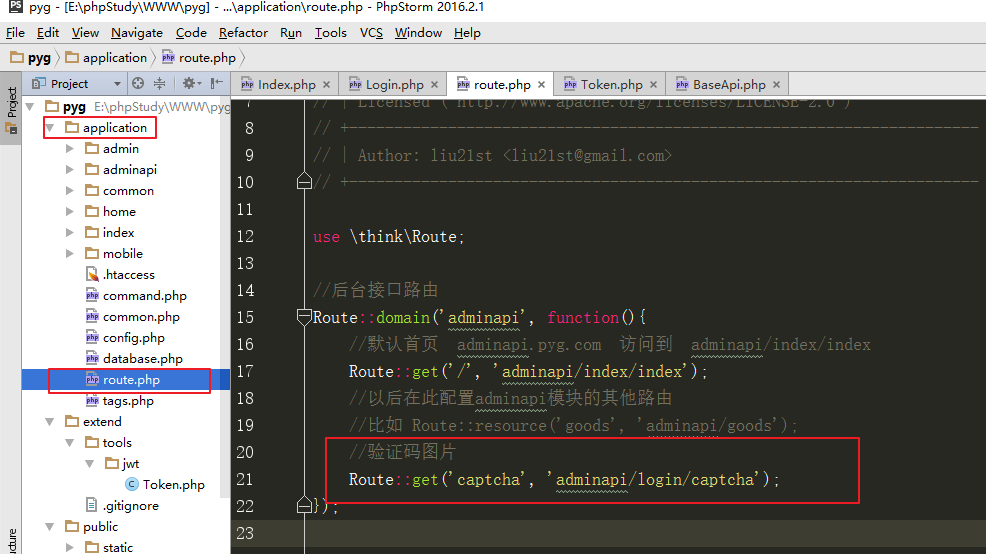 pyg - [E:\phpStudy\WWW\pyg] - ...\application\route.php - PhpStorm 2016.2.1
File Edit View Navigate Code Refactor Run Tools VCS Window Help
pyg application route.php
Project
Index.php × Login.php × route.php × Token.php × BaseApi.php ×
Project
pyg E:\phpStudy\WWW\pyg
application
admin
adminapi
common
home
index
mobile
.htaccess
command.php
common.php
config.php
database.php
route.php
tags.php
extend
tools
jwt
Token.php
.gitignore
public
static
ucture
7 // | Licensed ( http://www.apache.org/licenses/LICENSE-2.0 )
8 // +----------------------------------------------------------------------
9 // | Author: liu21st <liu21st@gmail.com>
10 // +----------------------------------------------------------------------
11
12 use \think\Route;
13
14 //后台接口路由
15 Route::domain('adminapi', function(){
16 //默认首页 adminapi.pyg.com 访问到 adminapi/index/index
17 Route::get('/', 'adminapi/index/index');
18 //以后在此配置adminapi模块的其他路由
19 //比如 Route::resource('goods', 'adminapi/goods');
20 //验证码图片
21 Route::get('captcha', 'adminapi/login/captcha');
22 });
23